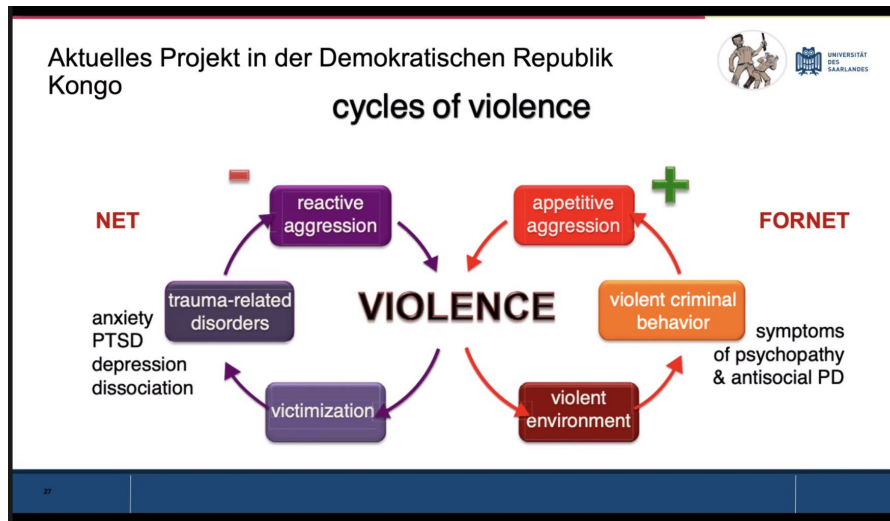 Aktuelles Projekt in der Demokratischen Republik
Kongo
cycles of violence
UNIVERSITÄT
DES
SAARLANDES
NET
reactive
aggression
appetitive
aggression
FORNET
trauma-related
disorders
VIOLENCE
violent criminal
behavior
anxiety
PTSD
depression
dissociation
symptoms
of psychopathy
& antisocial PD
victimization
violent
environment
27